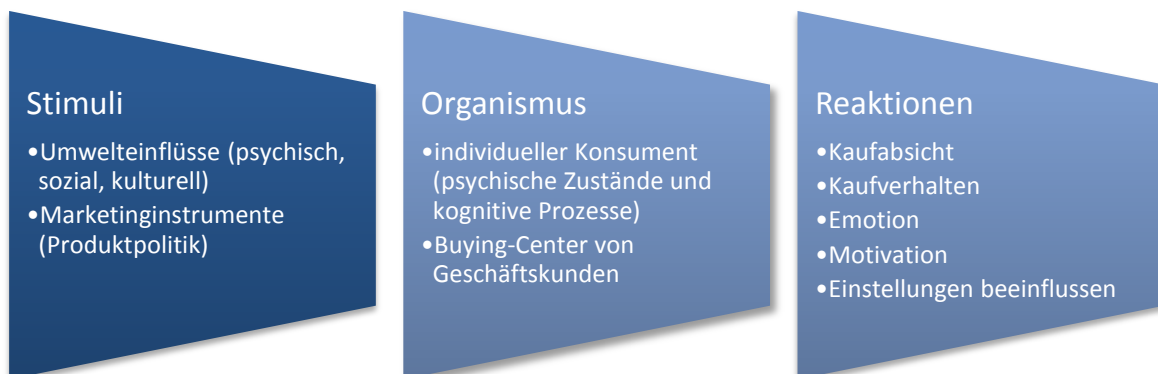 Stimuli
•Umwelteinflüsse (psychisch,
sozial, kulturell)
•Marketinginstrumente
(Produktpolitik)
Organismus
•individueller Konsument
(psychische Zustände und
kognitive Prozesse)
•Buying-Center von
Geschäftskunden
Reaktionen
•Kaufabsicht
•Kaufverhalten
•Emotion
•Motivation
•Einstellungen beeinflussen